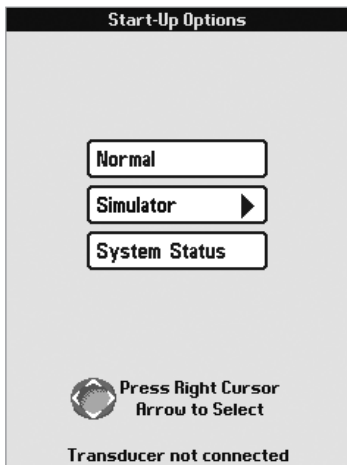 Start-Up Options
Normal
Simulator
System Status
Press Right Cursor
Arrow to Select
Transducer not connected